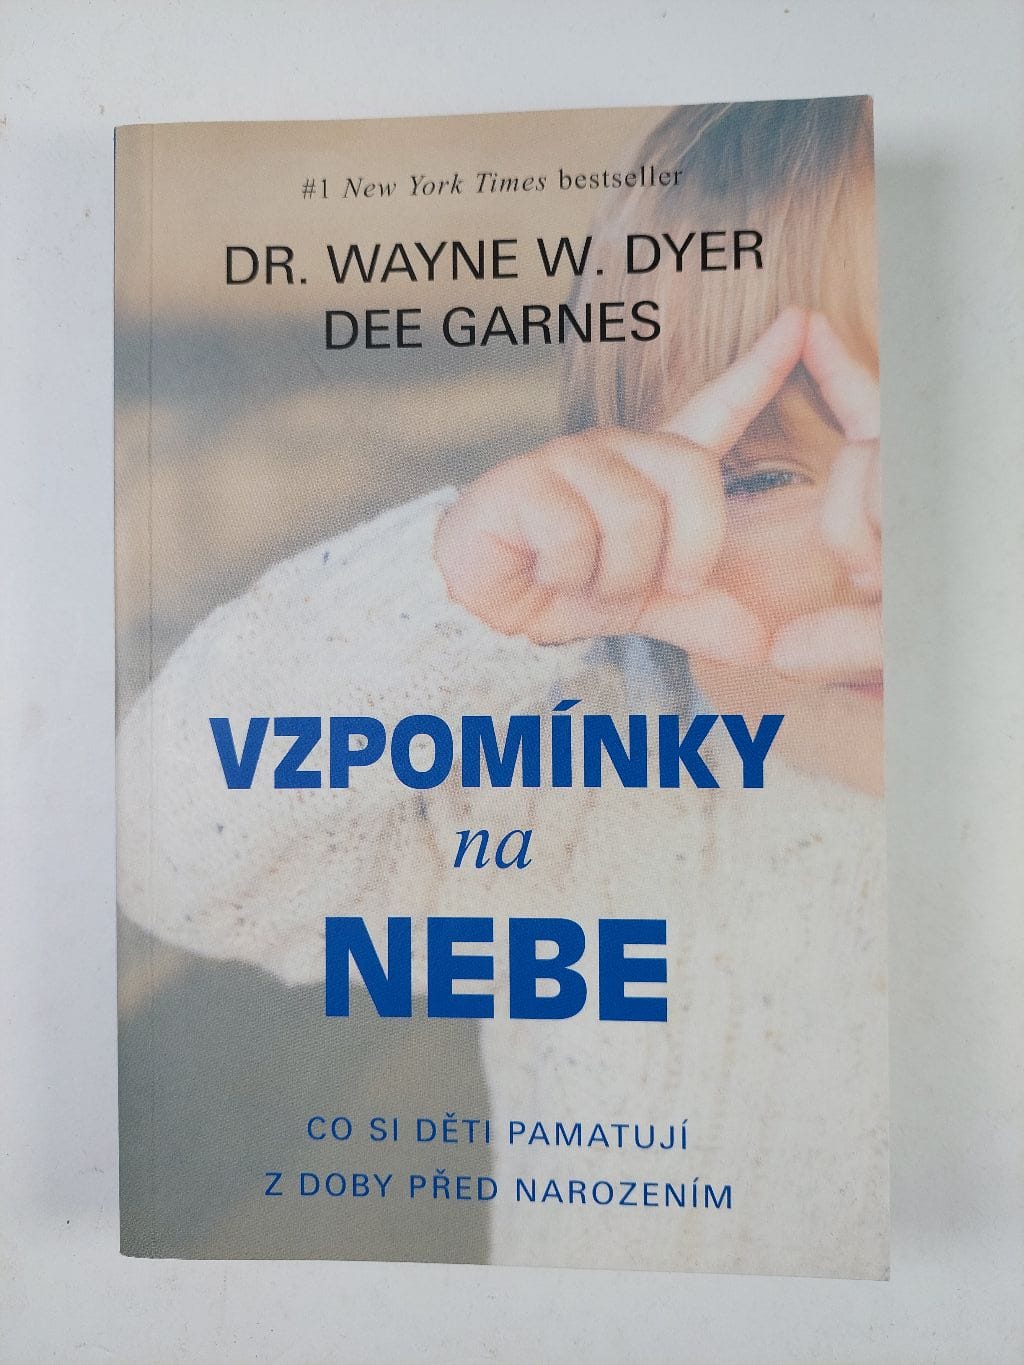 #1 New York Times bestseller
DR. WAYNE W. DYER
DEE GARNES
VZPOMÍNKY
na
NEBE
CO SI DĚTI PAMATUJÍ
Z DOBY PŘED NAROZENÍM